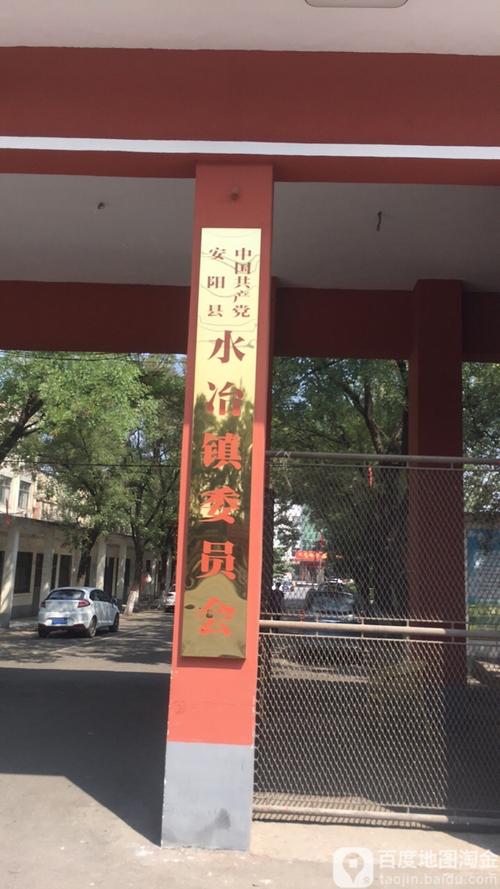 中国共产党
安阳县
水冶镇委员会
百度地图淘金
taojin.baidu.com